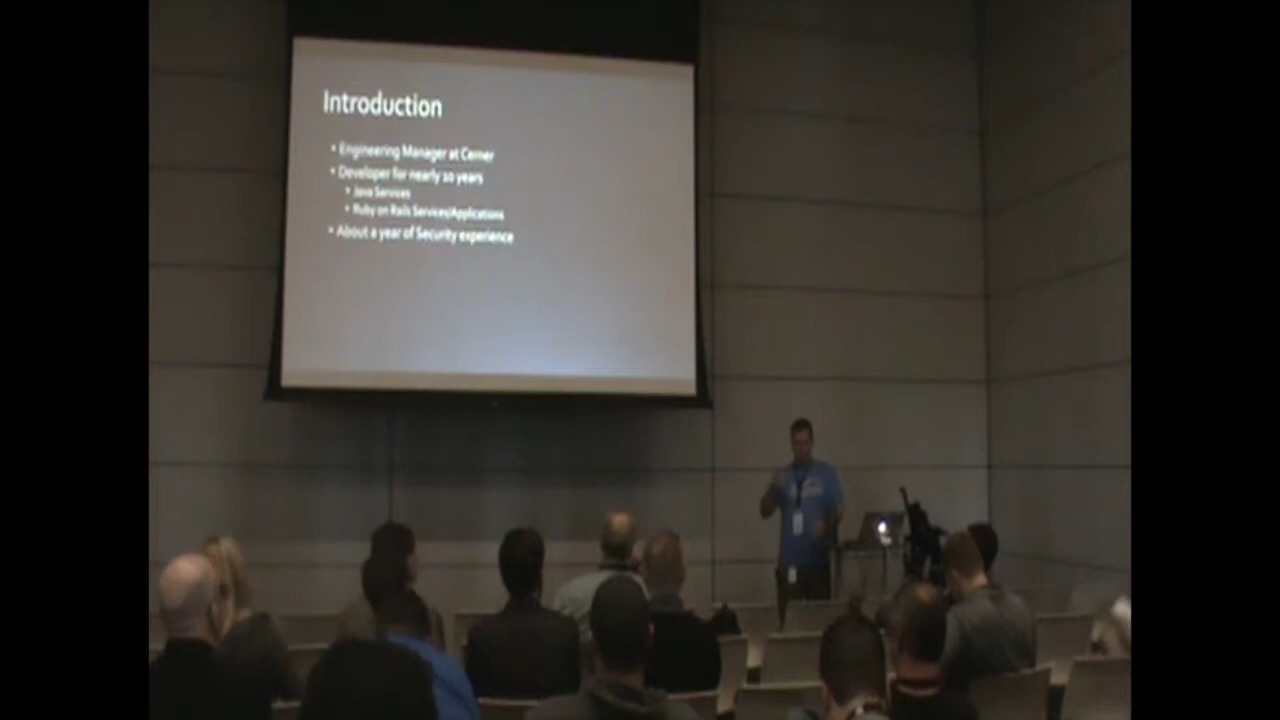 Introduction
• Engineering Manager at Cerner
• Developer for nearly 10 years
• Java Services
• Ruby on Rails Services/Applications
• About a year of Security experience